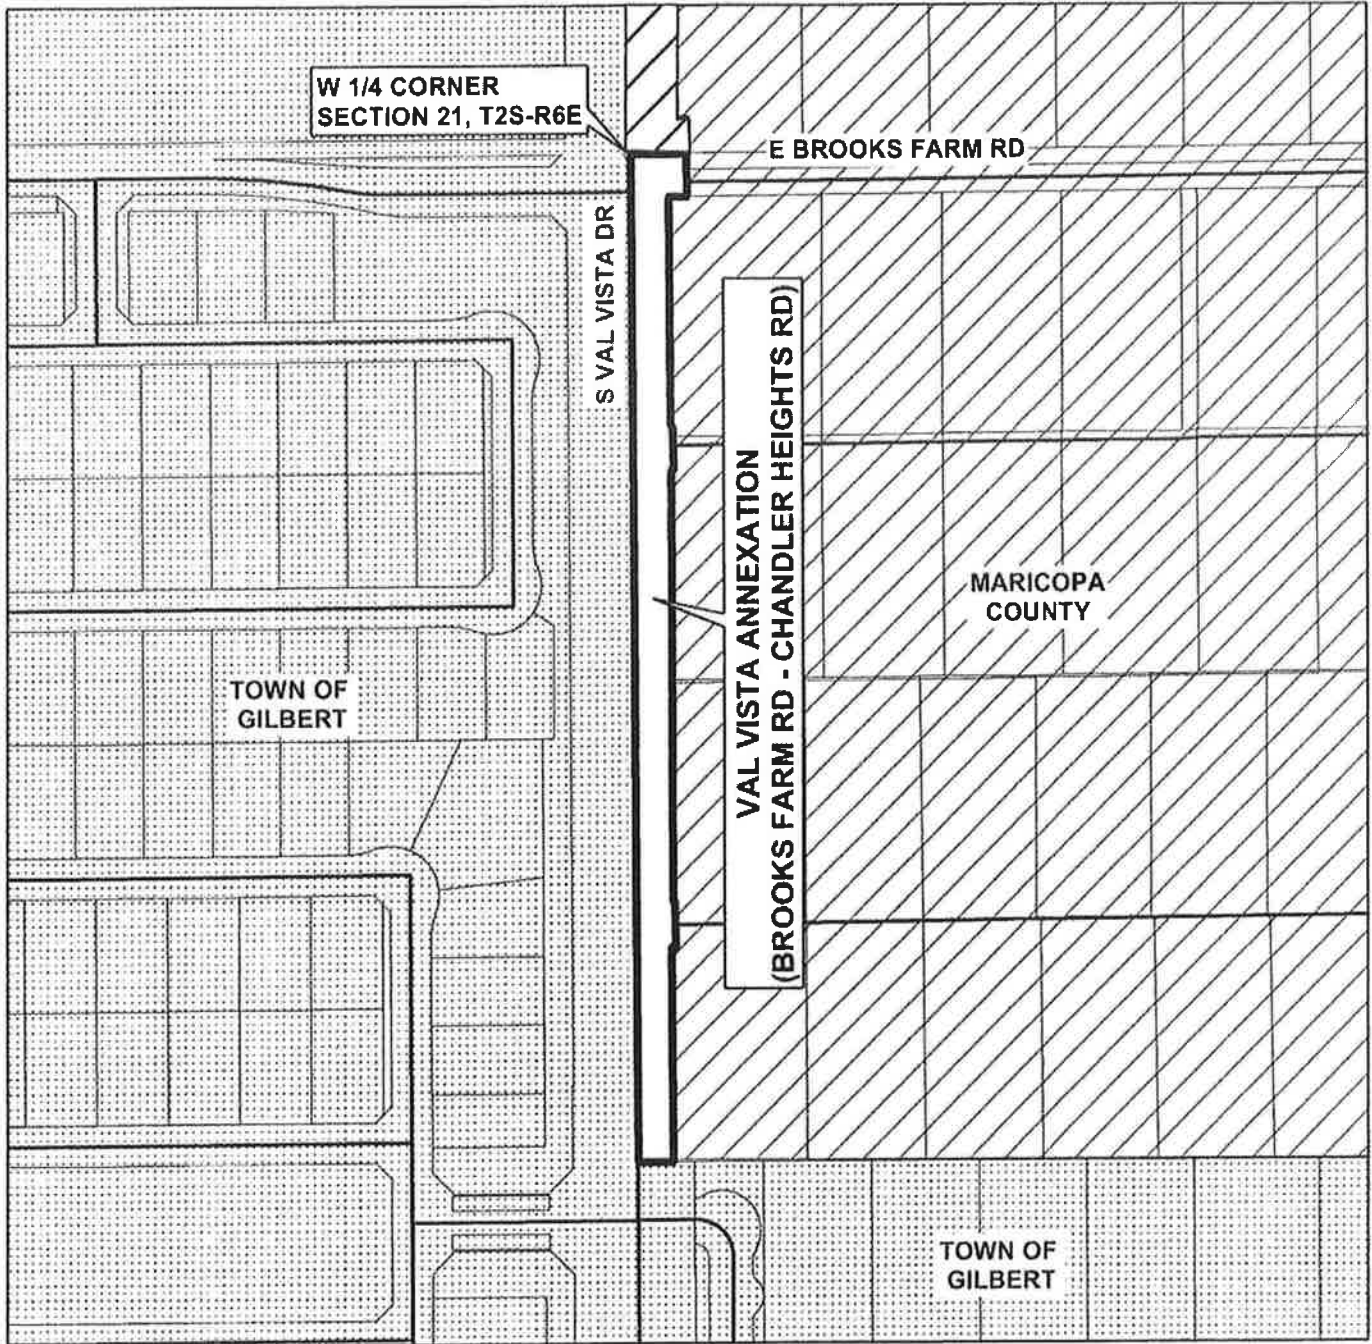 W 1/4 CORNER
SECTION 21, T2S-R6E
E BROOKS FARM RD
S VAL VISTA DR
VAL VISTA ANNEXATION
(BROOKS FARM RD - CHANDLER HEIGHTS RD)
MARICOPA
COUNTY
TOWN OF
GILBERT
TOWN OF
GILBERT